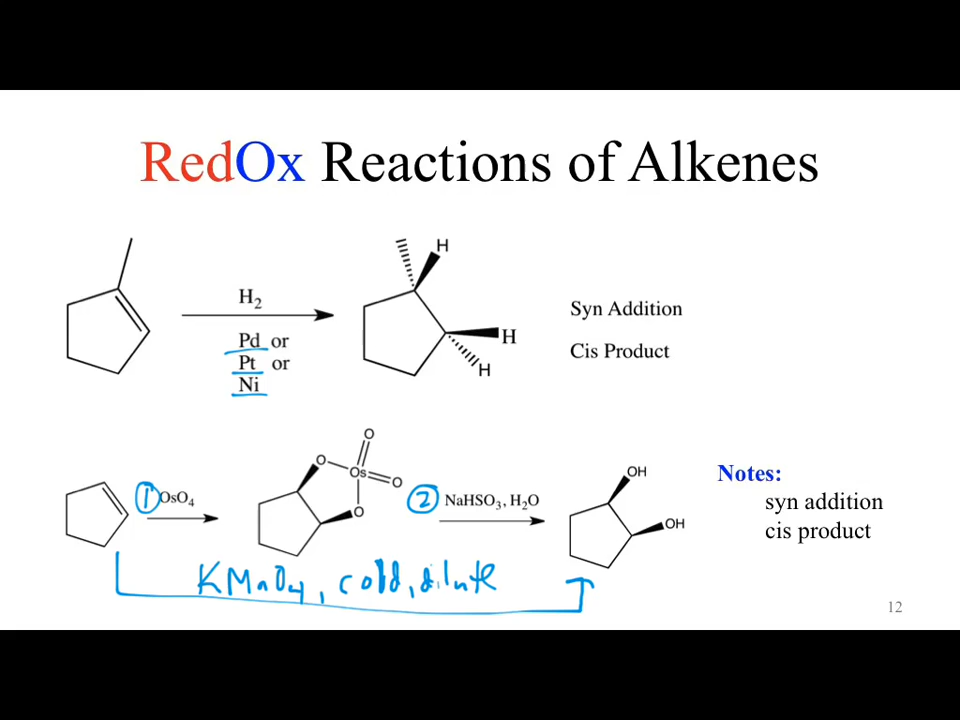 RedOx Reactions of Alkenes
H
H₂
Syn Addition
H
Pd or
Cis Product
Pt or
H
Ni
O
O
Os
OH
Notes:
① OsO₄
O
② NaHSO₃, H₂O
syn addition
O
OH
cis product
KMnO₄, cold, dilute
12